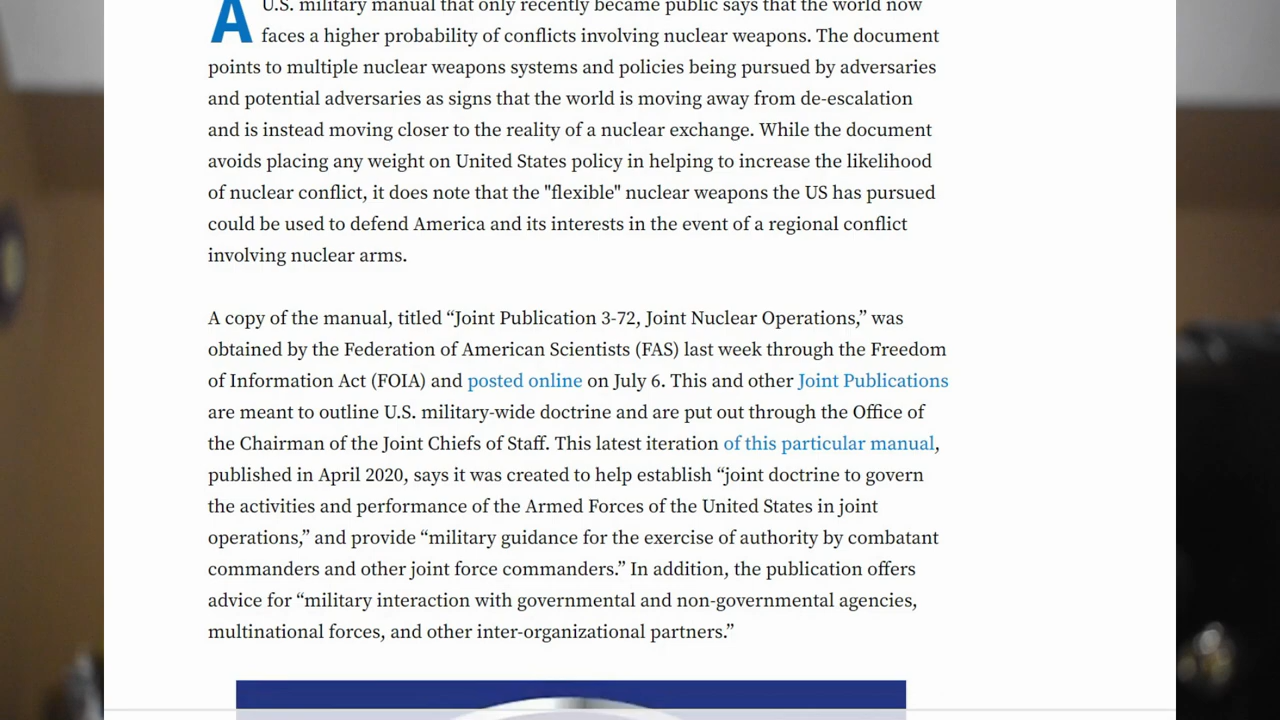 A U.S. military manual that only recently became public says that the world now
faces a higher probability of conflicts involving nuclear weapons. The document
points to multiple nuclear weapons systems and policies being pursued by adversaries
and potential adversaries as signs that the world is moving away from de-escalation
and is instead moving closer to the reality of a nuclear exchange. While the document
avoids placing any weight on United States policy in helping to increase the likelihood
of nuclear conflict, it does note that the "flexible" nuclear weapons the US has pursued
could be used to defend America and its interests in the event of a regional conflict
involving nuclear arms.
A copy of the manual, titled “Joint Publication 3-72, Joint Nuclear Operations,” was
obtained by the Federation of American Scientists (FAS) last week through the Freedom
of Information Act (FOIA) and posted online on July 6. This and other Joint Publications
are meant to outline U.S. military-wide doctrine and are put out through the Office of
the Chairman of the Joint Chiefs of Staff. This latest iteration of this particular manual,
published in April 2020, says it was created to help establish “joint doctrine to govern
the activities and performance of the Armed Forces of the United States in joint
operations,” and provide “military guidance for the exercise of authority by combatant
commanders and other joint force commanders.” In addition, the publication offers
advice for “military interaction with governmental and non-governmental agencies,
multinational forces, and other inter-organizational partners.”